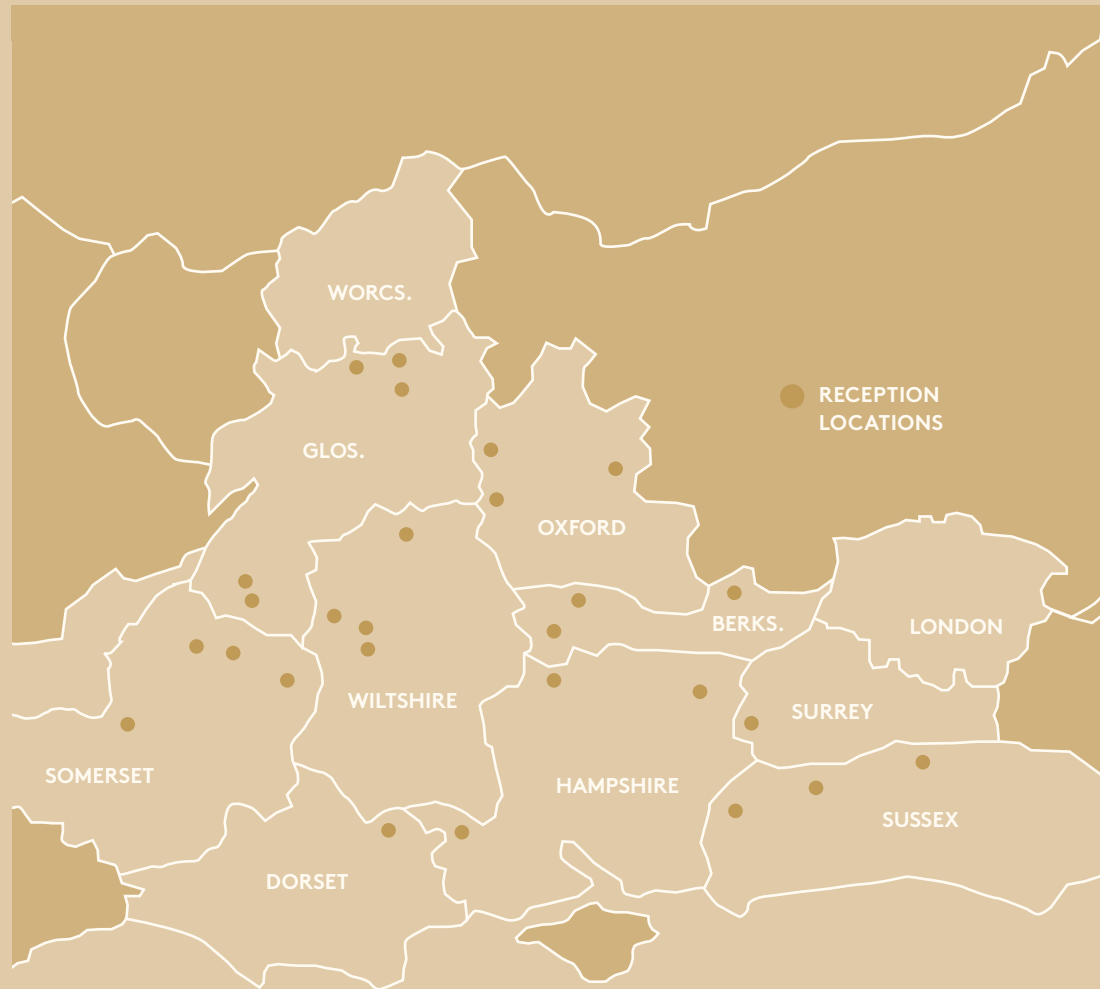 WORCS.
RECEPTION
LOCATIONS
GLOS.
OXFORD
BERKS.
LONDON
WILTSHIRE
SURREY
SOMERSET
HAMPSHIRE
SUSSEX
DORSET